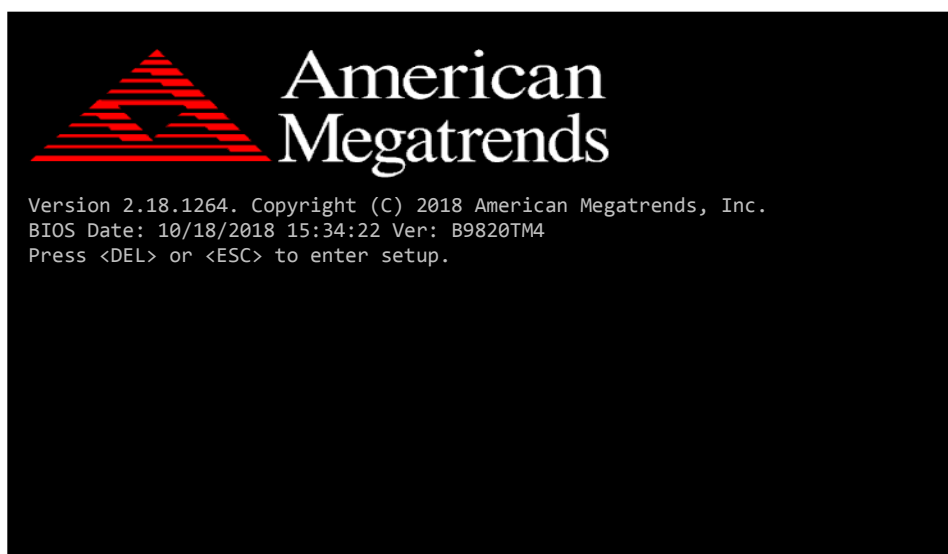 American
Megatrends
Version 2.18.1264. Copyright (C) 2018 American Megatrends, Inc.
BIOS Date: 10/18/2018 15:34:22 Ver: B9820TM4
Press <DEL> or <ESC> to enter setup.